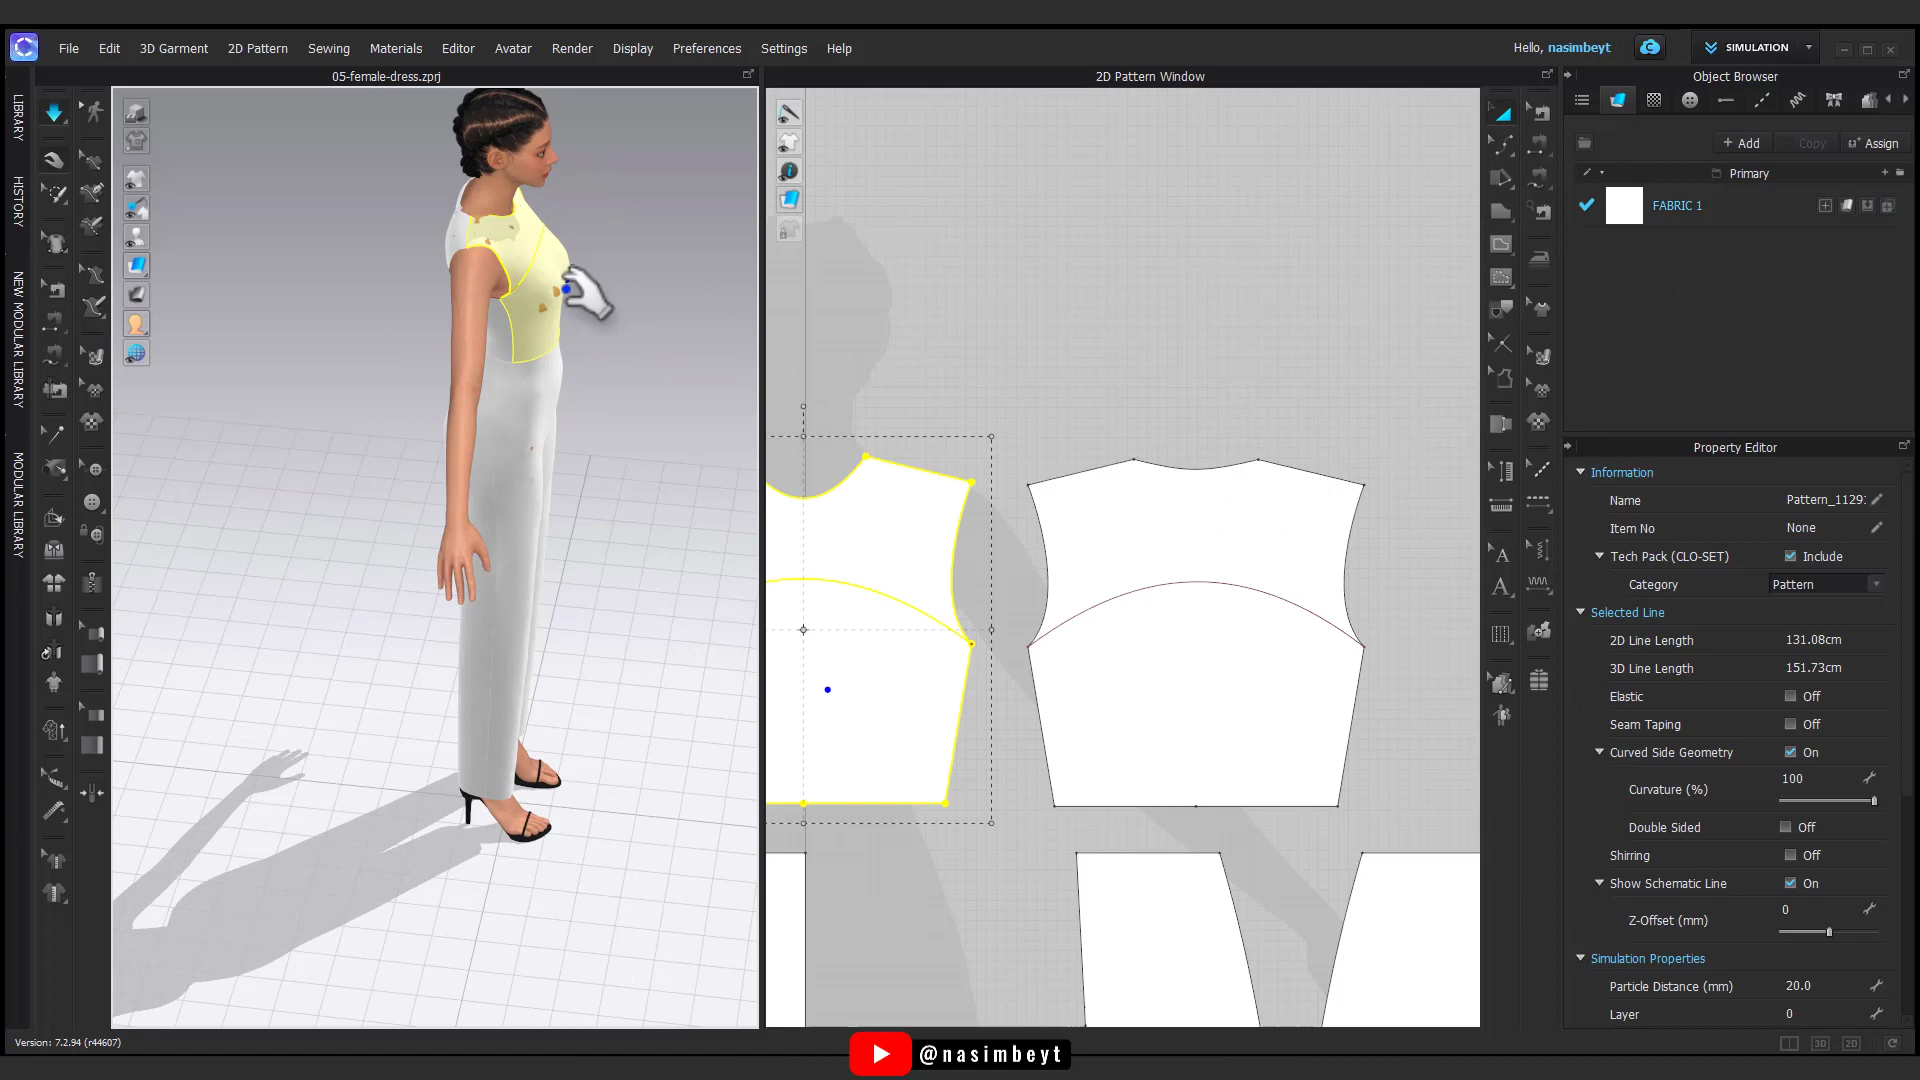 File Edit 3D Garment 2D Pattern Sewing Materials Editor Avatar Render Display Preferences Settings Help
Hello, nasimbeyt
SIMULATION
05-female-dress.zprj
2D Pattern Window
Object Browser
LIBRARY
HISTORY
NEW MODULAR LIBRARY
MODULAR LIBRARY
+ Add
Copy
Assign
Primary
FABRIC 1
Property Editor
Information
Name Pattern_1129
Item No None
Tech Pack (CLO-SET) Include
Category Pattern
Selected Line
2D Line Length 131.08cm
3D Line Length 151.73cm
Elastic Off
Seam Taping Off
Curved Side Geometry On
Curvature (%) 100
Double Sided Off
Shirring Off
Show Schematic Line On
Z-Offset (mm) 0
Simulation Properties
Particle Distance (mm) 20.0
Layer 0
Version: 7.2.94 (r44607)
3D 2D
@nasimbeyt